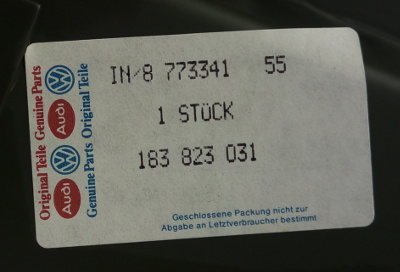 IN/8 773341 55
1 STÜCK
183 823 031
Geschlossene Packung nicht zur
Abgabe an Letztverbraucher bestimmt
Original Teile Genuine Parts
Audi Audi
Genuine Parts Original Teile